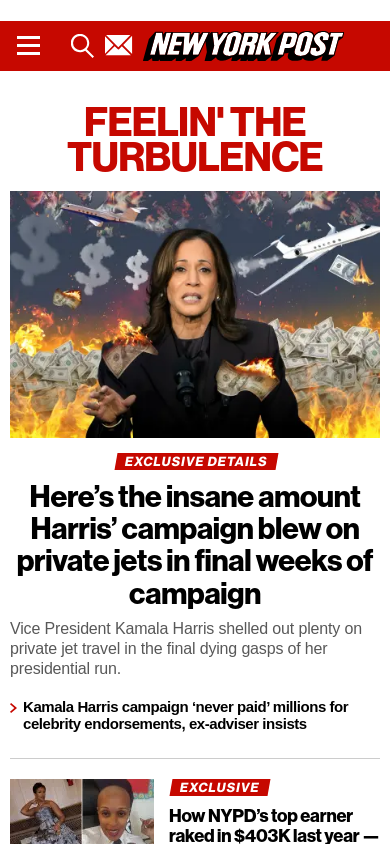 NEW YORK POST
FEELIN' THE
TURBULENCE
EXCLUSIVE DETAILS
Here’s the insane amount
Harris’ campaign blew on
private jets in final weeks of
campaign
Vice President Kamala Harris shelled out plenty on
private jet travel in the final dying gasps of her
presidential run.
Kamala Harris campaign ‘never paid’ millions for
celebrity endorsements, ex-adviser insists
EXCLUSIVE
How NYPD’s top earner
raked in $403K last year —